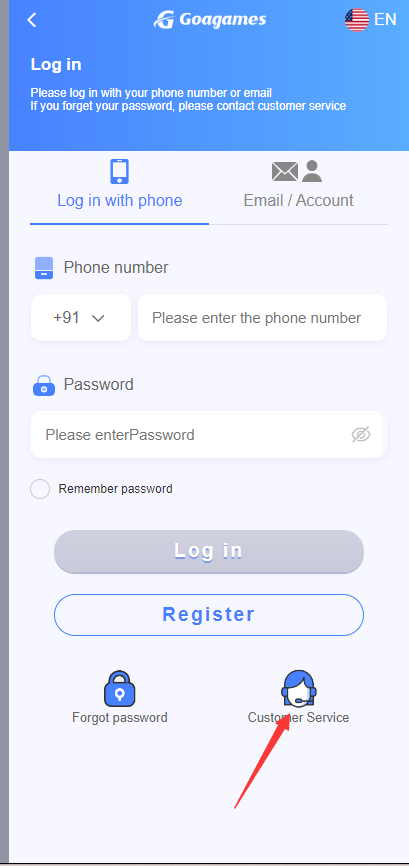 Goagames
EN
Log in
Please log in with your phone number or email
If you forget your password, please contact customer service
Log in with phone
Email / Account
Phone number
+91
Please enter the phone number
Password
Please enterPassword
Remember password
Log in
Register
Forgot password
Customer Service